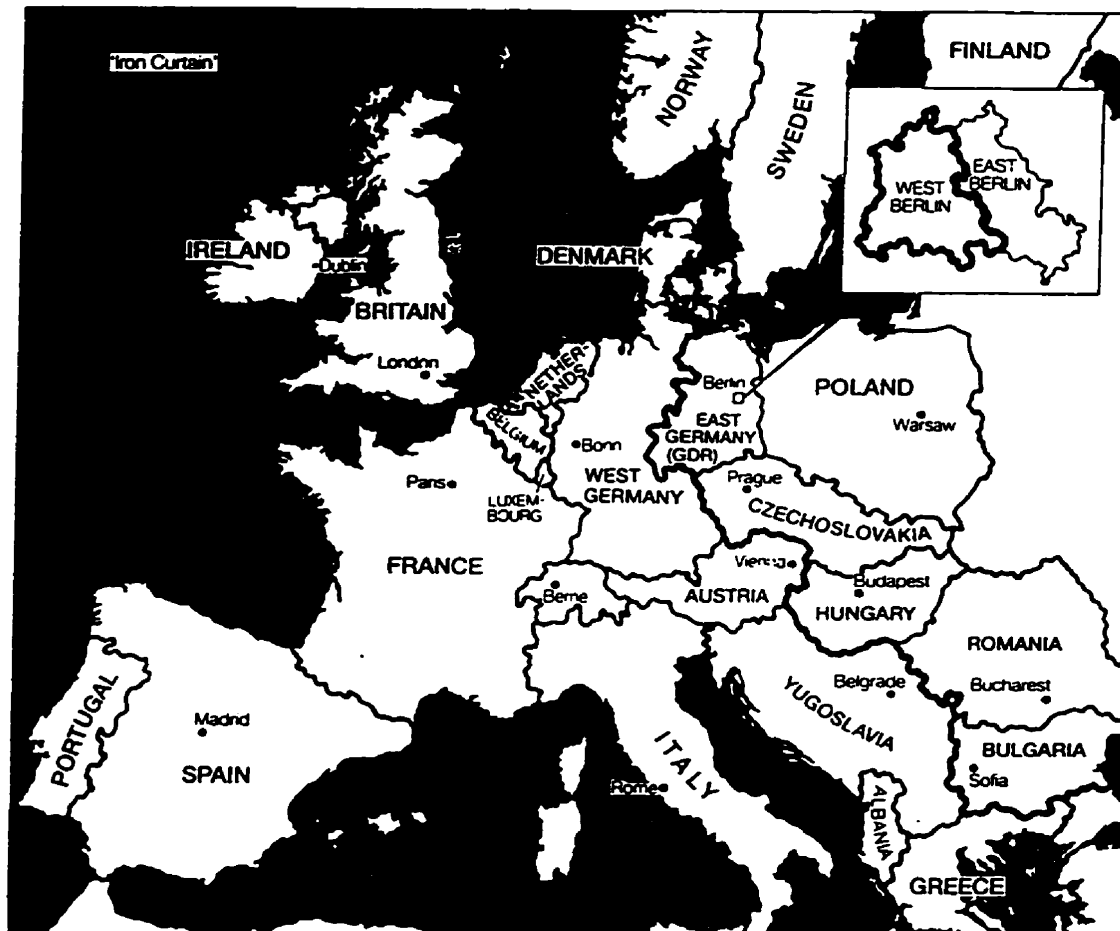 "Iron Curtain"
NORWAY
SWEDEN
FINLAND
WEST
BERLIN
EAST
BERLIN
IRELAND
Dublin
DENMARK
BRITAIN
London
NETHER-
LANDS
BELGIUM
Berlin
POLAND
Warsaw
EAST
GERMANY
(GDR)
Bonn
WEST
GERMANY
Paris
LUXEM-
BOURG
Prague
CZECHOSLOVAKIA
FRANCE
Vienna
Berne
AUSTRIA
Budapest
HUNGARY
ROMANIA
Belgrade
Bucharest
YUGOSLAVIA
PORTUGAL
Madrid
SPAIN
ITALY
Rome
BULGARIA
Sofia
ALBANIA
GREECE